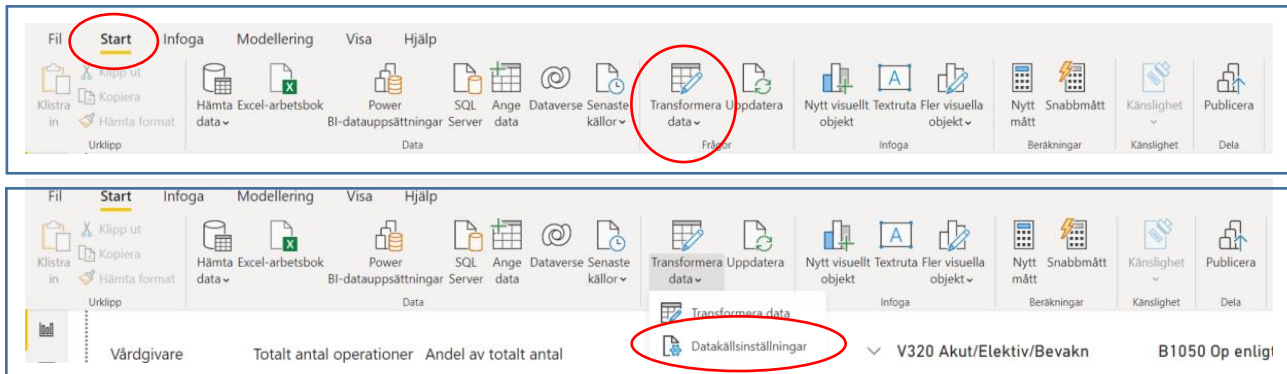 Fil Start Infoga Modellering Visa Hjälp
Klistra in
Klipp ut
Kopiera
Hämta format
Hämta data
Excel-arbetsbok
Power BI-datauppsättningar
SQL Server
Ange data
Dataverse
Senaste källor
Transformera data
Uppdatera
Nytt visuellt objekt
Textruta
Fler visuella objekt
Nytt mått
Snabbmått
Känslighet
Publicera
Urklipp Data Frågor Infoga Beräkningar Känslighet Dela
Fil Start Infoga Modellering Visa Hjälp
Klistra in
Klipp ut
Kopiera
Hämta format
Hämta data
Excel-arbetsbok
Power BI-datauppsättningar
SQL Server
Ange data
Dataverse
Senaste källor
Transformera data
Uppdatera
Nytt visuellt objekt
Textruta
Fler visuella objekt
Nytt mått
Snabbmått
Känslighet
Publicera
Urklipp Data Infoga Beräkningar Känslighet Dela
Transformera data
Datakällsinställningar
Vårdgivare Totalt antal operationer Andel av totalt antal V320 Akut/Elektiv/Bevakn B1050 Op enligt